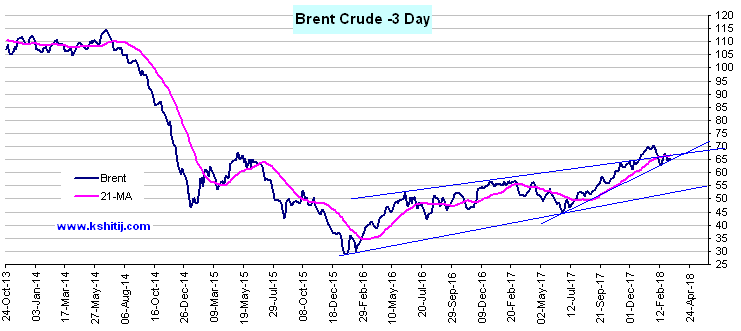 Brent Crude -3 Day
120
115
110
105
100
95
90
85
80
75
70
65
60
55
50
45
40
35
30
25
Brent
21-MA
www.kshitij.com
24-Oct-13
03-Jan-14
17-Mar-14
27-May-14
06-Aug-14
16-Oct-14
26-Dec-14
09-Mar-15
19-May-15
29-Jul-15
08-Oct-15
18-Dec-15
29-Feb-16
10-May-16
20-Jul-16
29-Sep-16
09-Dec-16
20-Feb-17
02-May-17
12-Jul-17
21-Sep-17
01-Dec-17
12-Feb-18
24-Apr-18